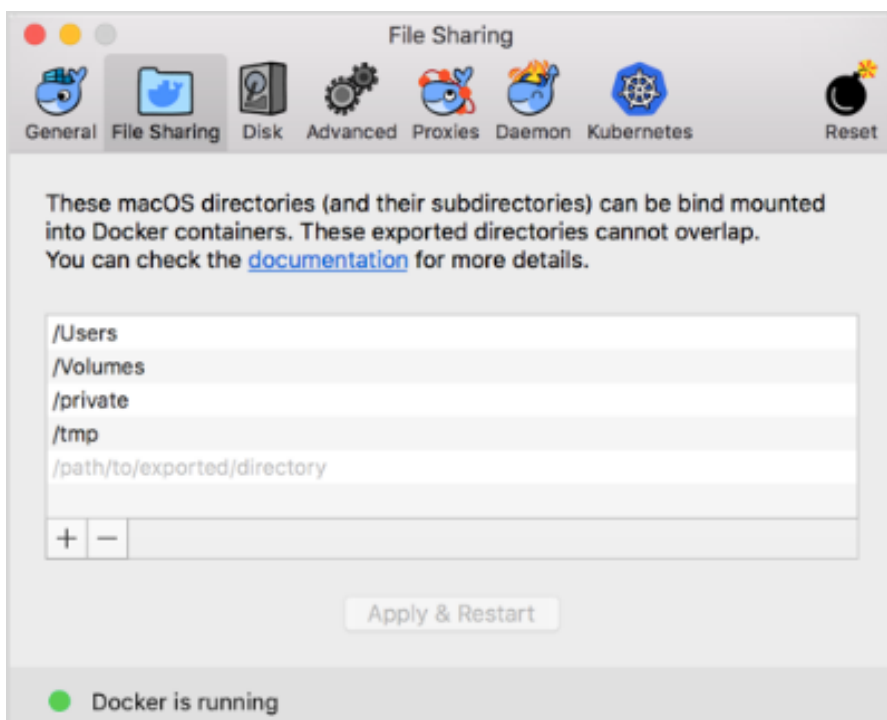 File Sharing
General File Sharing Disk Advanced Proxies Daemon Kubernetes Reset
These macOS directories (and their subdirectories) can be bind mounted
into Docker containers. These exported directories cannot overlap.
You can check the documentation for more details.
/Users
/Volumes
/private
/tmp
/path/to/exported/directory
+ −
Apply & Restart
Docker is running